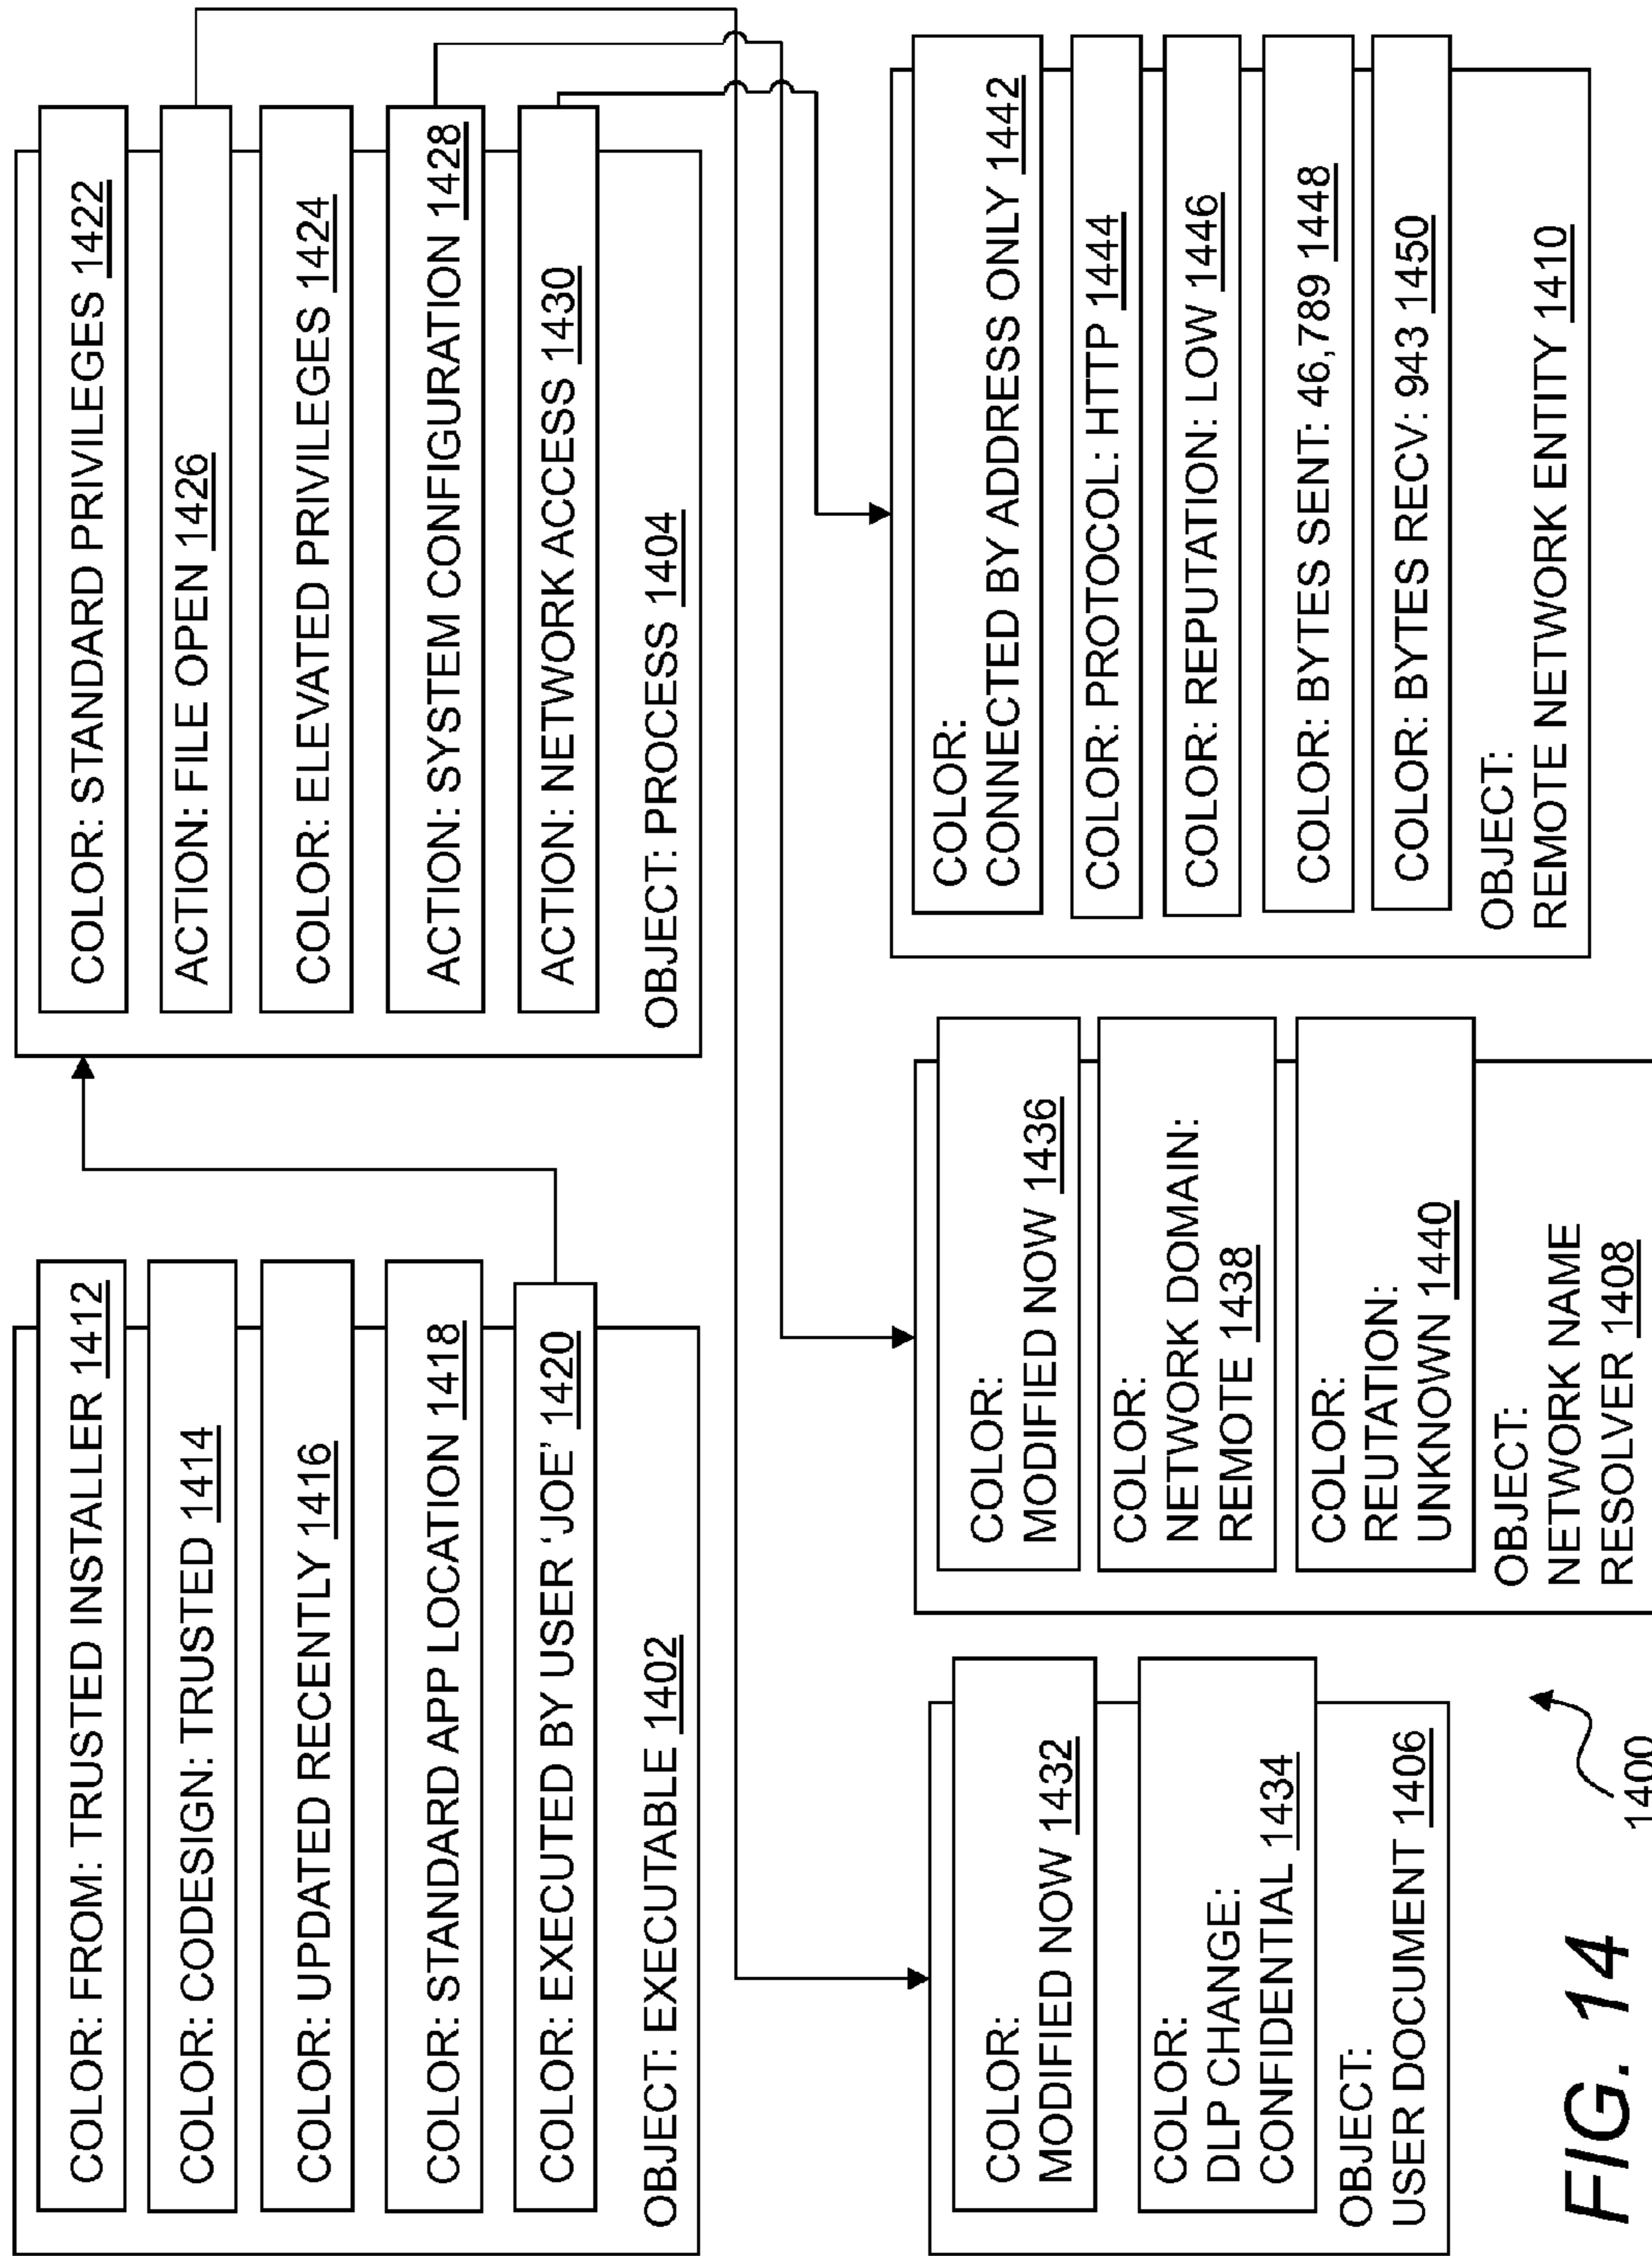 COLOR: FROM: TRUSTED INSTALLER 1412
COLOR: CODESIGN: TRUSTED 1414
COLOR: UPDATED RECENTLY 1416
COLOR: STANDARD APP LOCATION 1418
COLOR: EXECUTED BY USER ‘JOE’ 1420
OBJECT: EXECUTABLE 1402
COLOR: STANDARD PRIVILEGES 1422
ACTION: FILE OPEN 1426
COLOR: ELEVATED PRIVILEGES 1424
ACTION: SYSTEM CONFIGURATION 1428
ACTION: NETWORK ACCESS 1430
OBJECT: PROCESS 1404
COLOR:
MODIFIED NOW 1432
COLOR:
DLP CHANGE:
CONFIDENTIAL 1434
OBJECT:
USER DOCUMENT 1406
COLOR:
MODIFIED NOW 1436
COLOR:
NETWORK DOMAIN:
REMOTE 1438
COLOR:
REUTATION:
UNKNOWN 1440
OBJECT:
NETWORK NAME
RESOLVER 1408
COLOR:
CONNECTED BY ADDRESS ONLY 1442
COLOR: PROTOCOL: HTTP 1444
COLOR: REPUTATION: LOW 1446
COLOR: BYTES SENT: 46,789 1448
COLOR: BYTES RECV: 943 1450
OBJECT:
REMOTE NETWORK ENTITY 1410
FIG. 14
1400